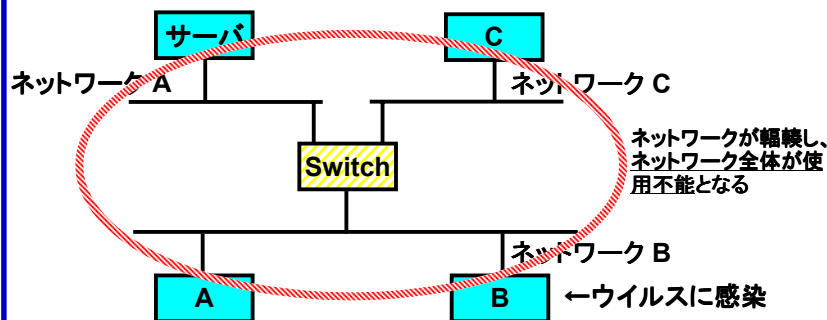 サーバ
C
ネットワーク A
ネットワーク C
Switch
ネットワークが輻輳し、
ネットワーク全体が使
用不能となる
ネットワーク B
A
B
←ウイルスに感染